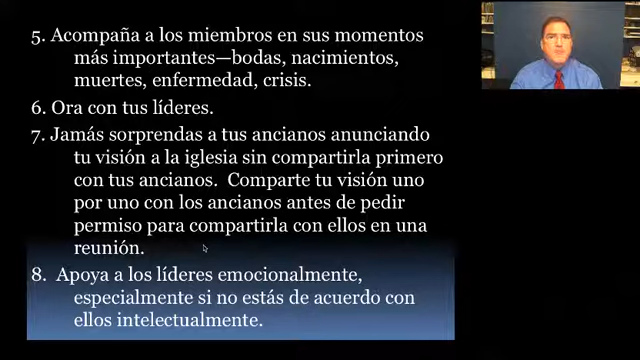 5. Acompaña a los miembros en sus momentos
más importantes—bodas, nacimientos,
muertes, enfermedad, crisis.
6. Ora con tus líderes.
7. Jamás sorprendas a tus ancianos anunciando
tu visión a la iglesia sin compartirla primero
con tus ancianos. Comparte tu visión uno
por uno con los ancianos antes de pedir
permiso para compartirla con ellos en una
reunión.
8. Apoya a los líderes emocionalmente,
especialmente si no estás de acuerdo con
ellos intelectualmente.